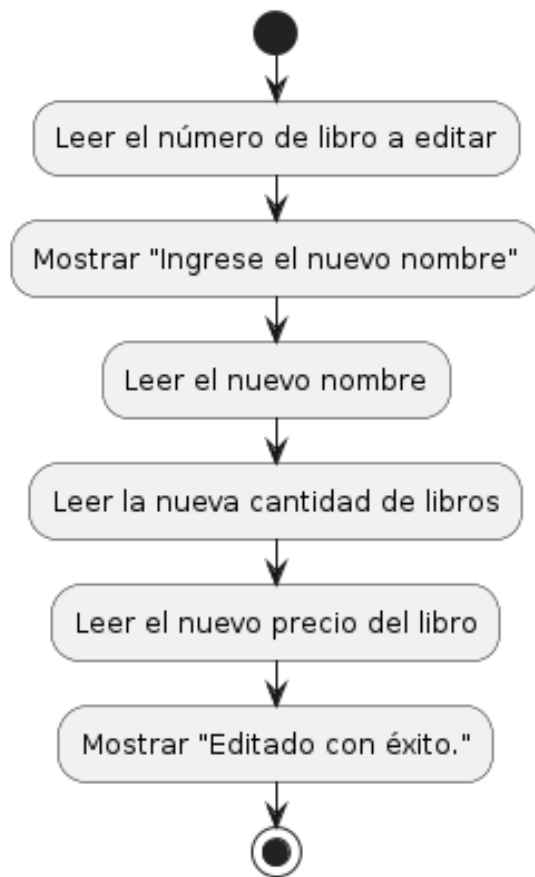 Leer el número de libro a editar
Mostrar "Ingrese el nuevo nombre"
Leer el nuevo nombre
Leer la nueva cantidad de libros
Leer el nuevo precio del libro
Mostrar "Editado con éxito."